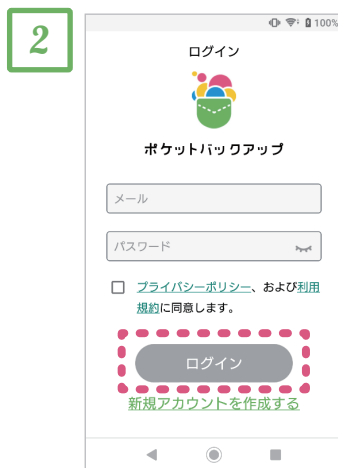 2
100%
ログイン
ポケットバックアップ
メール
パスワード
プライバシーポリシー、および利用
規約に同意します。
ログイン
新規アカウントを作成する